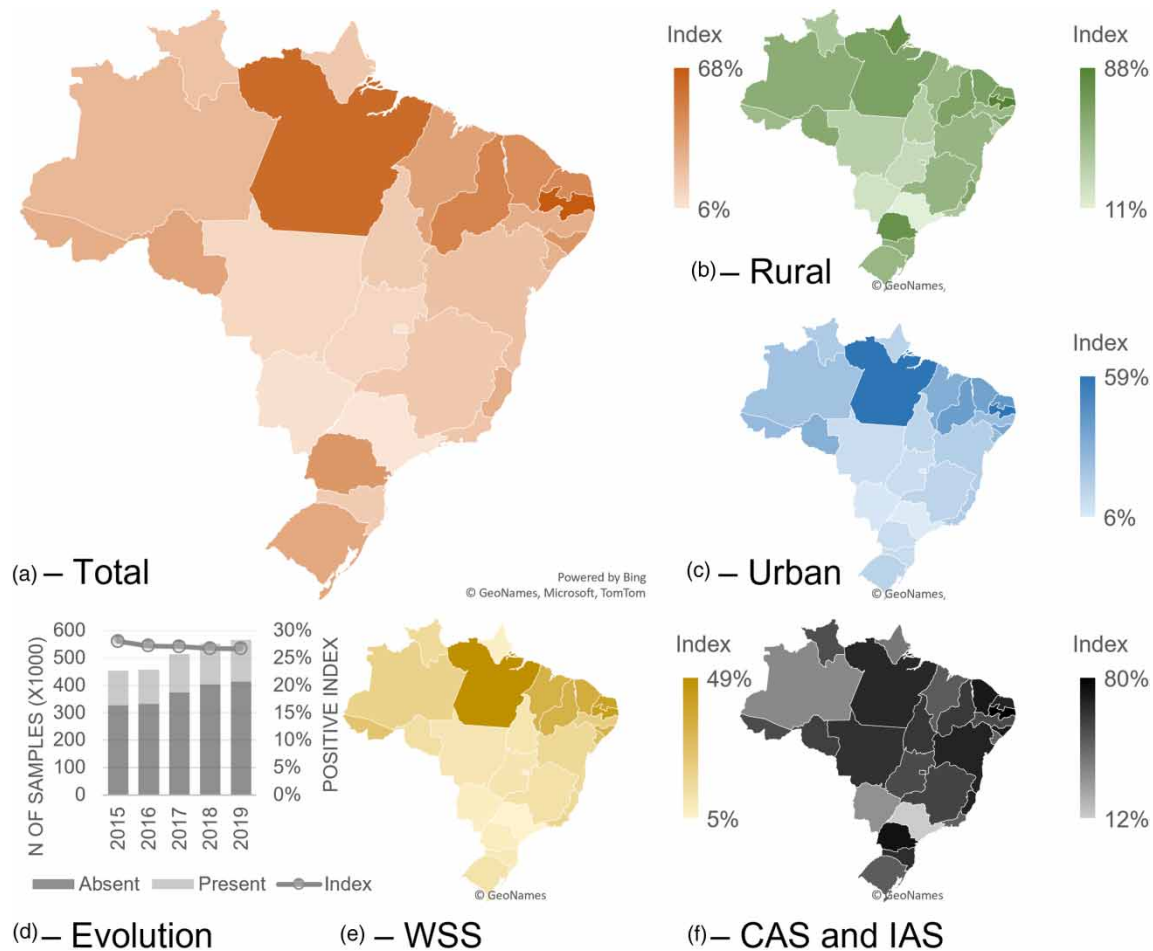 Index
68%
6%
(a) – Total
Powered by Bing
© GeoNames, Microsoft, TomTom
Index
88%
11%
(b) – Rural
© GeoNames,
Index
59%
6%
(c) – Urban
600
500
400
300
200
100
0
N OF SAMPLES (X1000)
30%
25%
20%
15%
10%
5%
0%
POSITIVE INDEX
2015
2016
2017
2018
2019
Absent
Present
Index
(d) – Evolution
Index
49%
5%
© GeoNames
(e) – WSS
Index
80%
12%
© GeoNames
(f) – CAS and IAS